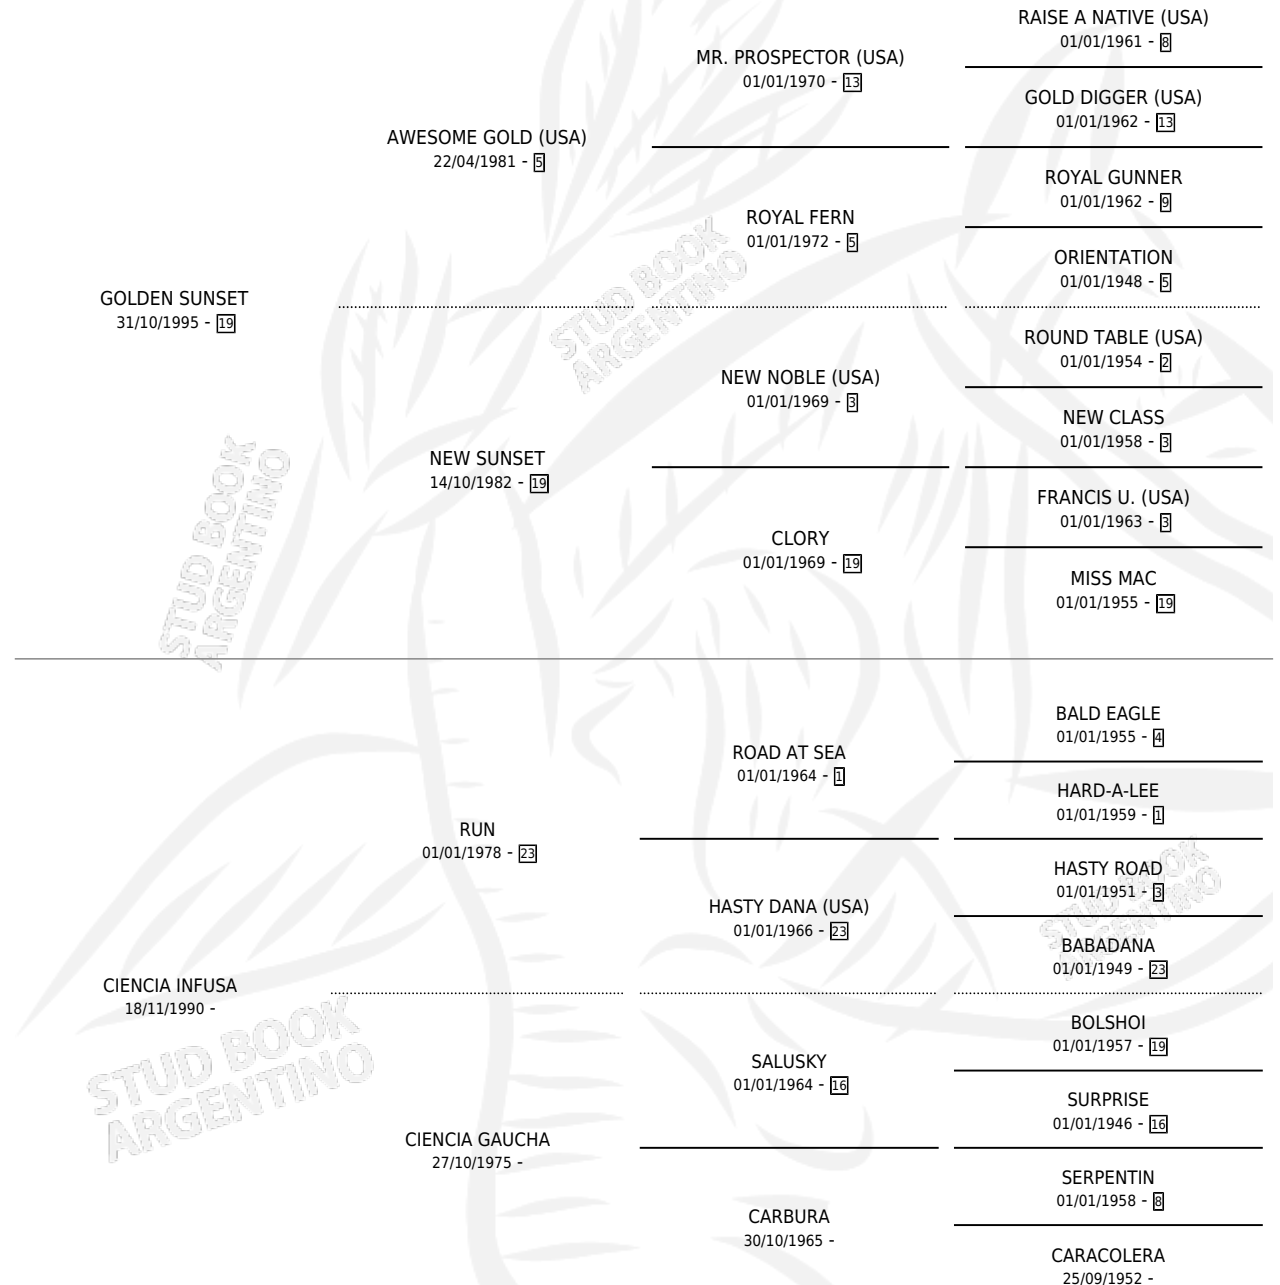 RAISE A NATIVE (USA)
01/01/1961 - 8
MR. PROSPECTOR (USA)
01/01/1970 - 13
GOLD DIGGER (USA)
01/01/1962 - 13
AWESOME GOLD (USA)
22/04/1981 - 5
ROYAL GUNNER
01/01/1962 - 9
ROYAL FERN
01/01/1972 - 5
ORIENTATION
01/01/1948 - 5
GOLDEN SUNSET
31/10/1995 - 19
ROUND TABLE (USA)
01/01/1954 - 2
NEW NOBLE (USA)
01/01/1969 - 3
NEW CLASS
01/01/1958 - 3
NEW SUNSET
14/10/1982 - 19
FRANCIS U. (USA)
01/01/1963 - 3
CLORY
01/01/1969 - 19
MISS MAC
01/01/1955 - 19
BALD EAGLE
01/01/1955 - 4
ROAD AT SEA
01/01/1964 - 1
HARD-A-LEE
01/01/1959 - 1
RUN
01/01/1978 - 23
HASTY ROAD
01/01/1951 - 3
HASTY DANA (USA)
01/01/1966 - 23
BABADANA
01/01/1949 - 23
CIENCIA INFUSA
18/11/1990 -
BOLSHOI
01/01/1957 - 19
SALUSKY
01/01/1964 - 16
SURPRISE
01/01/1946 - 16
CIENCIA GAUCHA
27/10/1975 -
SERPENTIN
01/01/1958 - 8
CARBURA
30/10/1965 -
CARACOLERA
25/09/1952 -
STUD BOOK
ARGENTINO
STUD BOOK
ARGENTINO
STUD BOOK
ARGENTINO
STUD BOOK
ARGENTINO